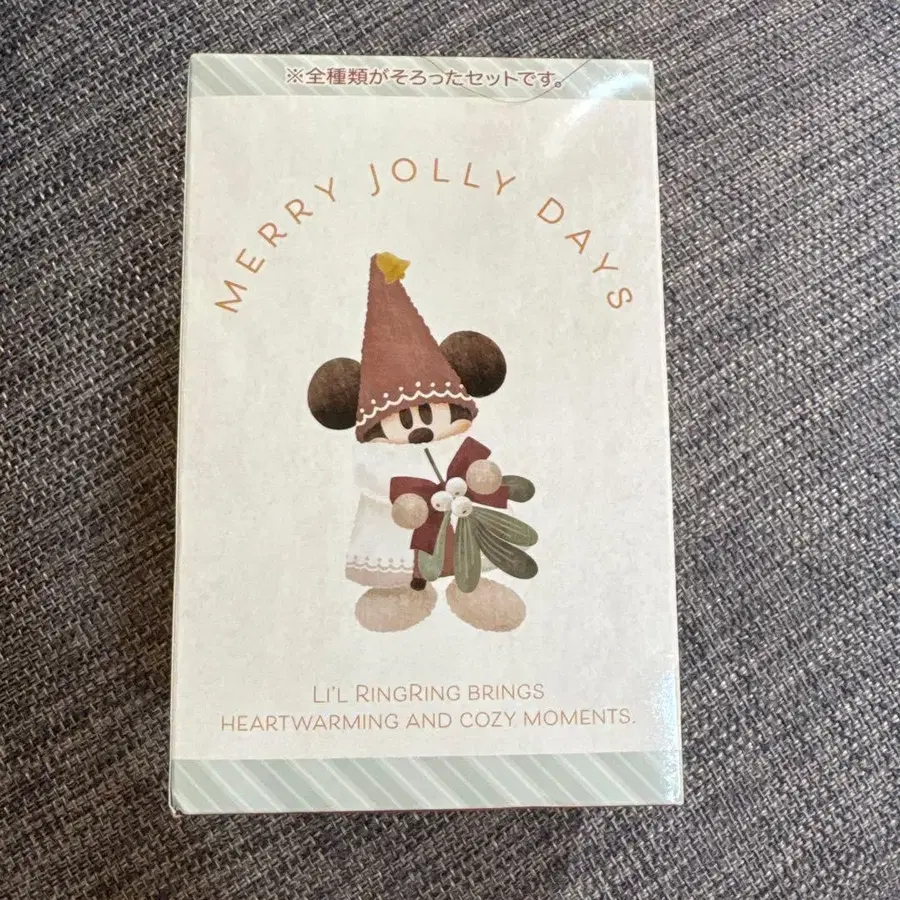 ※全種類がそろったセットです。
MERRY JOLLY DAYS
LI'L RINGRING BRINGS
HEARTWARMING AND COZY MOMENTS.